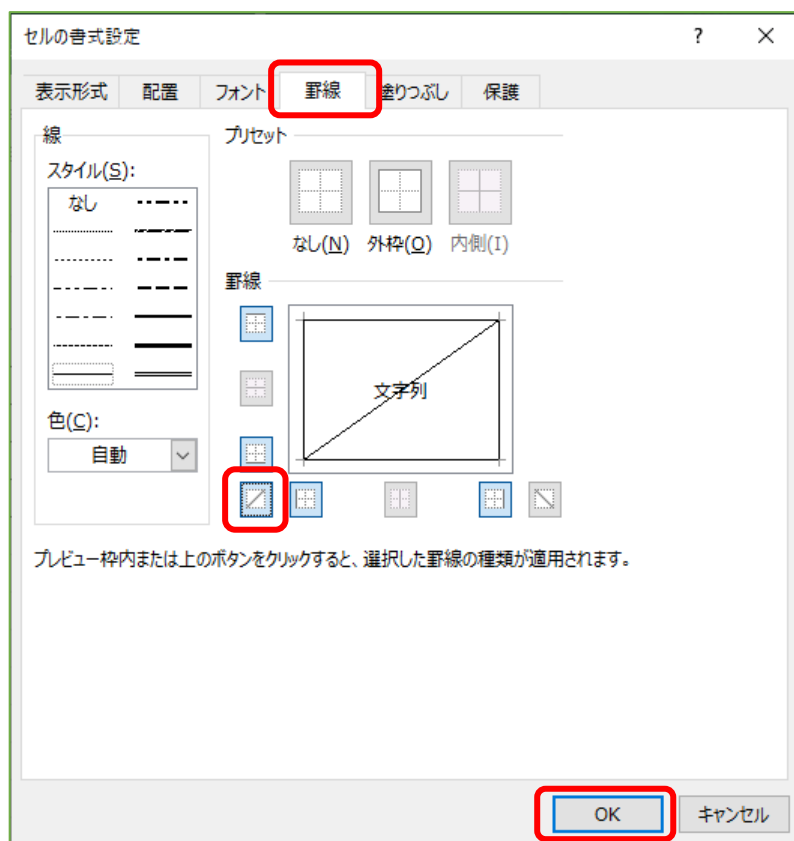 セルの書式設定 ?
表示形式 配置 フォント 罫線 塗りつぶし 保護
線
スタイル(S):
なし
色(C):
自動
プリセット
なし(N) 外枠(O) 内側(I)
罫線
文字列
プレビュー枠内または上のボタンをクリックすると、選択した罫線の種類が適用されます。
OK キャンセル